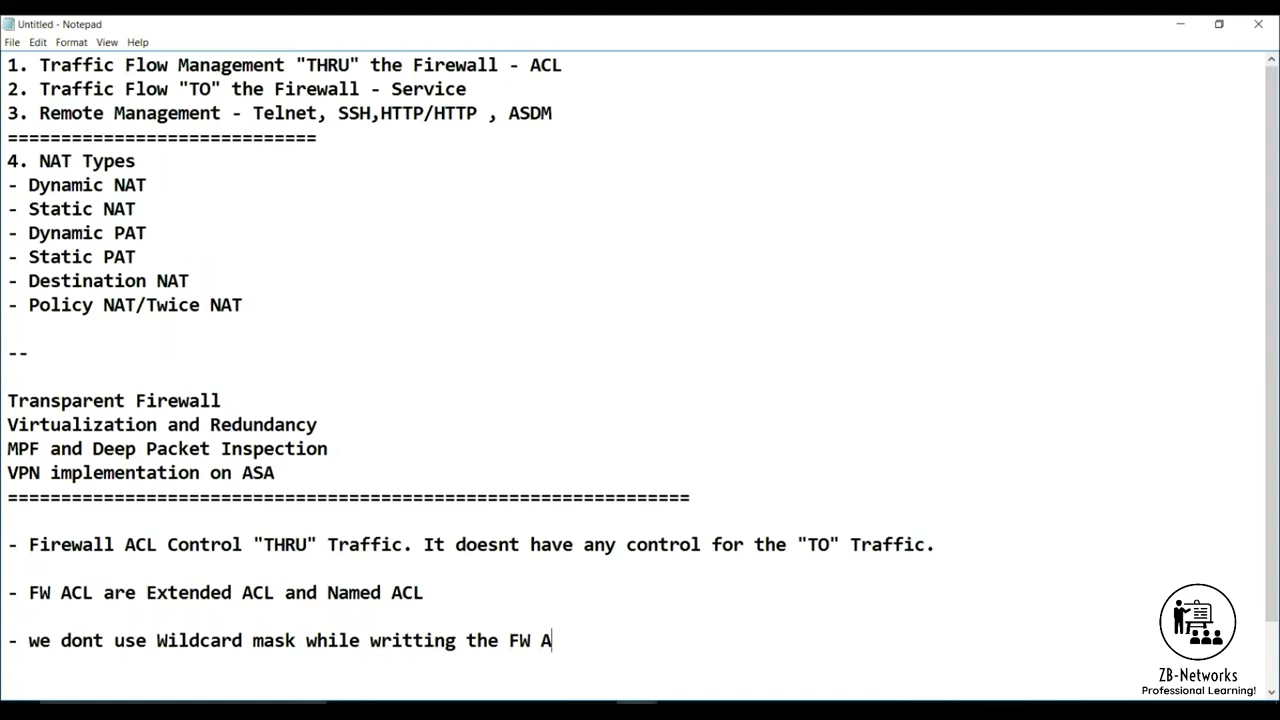 Untitled - Notepad
File Edit Format View Help
1. Traffic Flow Management "THRU" the Firewall - ACL
2. Traffic Flow "TO" the Firewall - Service
3. Remote Management - Telnet, SSH,HTTP/HTTP , ASDM
=============================
4. NAT Types
- Dynamic NAT
- Static NAT
- Dynamic PAT
- Static PAT
- Destination NAT
- Policy NAT/Twice NAT
--
Transparent Firewall
Virtualization and Redundancy
MPF and Deep Packet Inspection
VPN implementation on ASA
================================================================
- Firewall ACL Control "THRU" Traffic. It doesnt have any control for the "TO" Traffic.
- FW ACL are Extended ACL and Named ACL
- we dont use Wildcard mask while writting the FW A
ZB-Networks
Professional Learning!